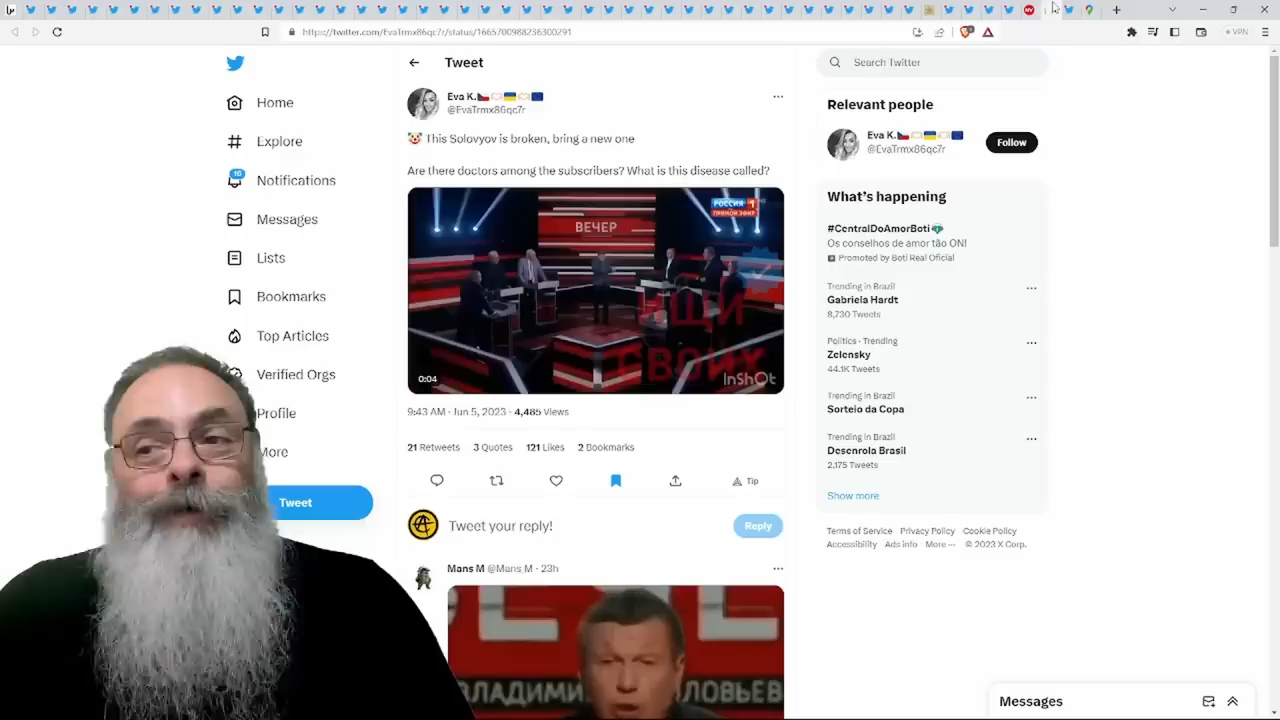 https://twitter.com/EvaTrmx86qc7r/status/1665700988236300291
VPN
Home
Explore
16
Notifications
Messages
Lists
Bookmarks
Top Articles
Verified Orgs
Profile
More
Tweet
Tweet
Eva K.
@EvaTrmx86qc7r
This Solovyov is broken, bring a new one
Are there doctors among the subscribers? What is this disease called?
РОССИЯ 1
ПРЯМОЙ ЭФИР
ВЕЧЕР
ИЩИ
СВОИХ
0:04
InShOt
9:43 AM · Jun 5, 2023 · 4,485 Views
21 Retweets 3 Quotes 121 Likes 2 Bookmarks
Tip
Tweet your reply!
Reply
Mans M @Mans_M · 23h
ВЛАДИМИ ЛОВЬЕВ
Search Twitter
Relevant people
Eva K.
@EvaTrmx86qc7r
Follow
What's happening
#CentralDoAmorBoti
Os conselhos de amor tão ON!
Promoted by Boti Real Oficial
Trending in Brazil
Gabriela Hardt
8,730 Tweets
Politics · Trending
Zelensky
44.1K Tweets
Trending in Brazil
Sorteio da Copa
Trending in Brazil
Desenrola Brasil
2,175 Tweets
Show more
Terms of Service Privacy Policy Cookie Policy
Accessibility Ads info More ··· © 2023 X Corp.
Messages